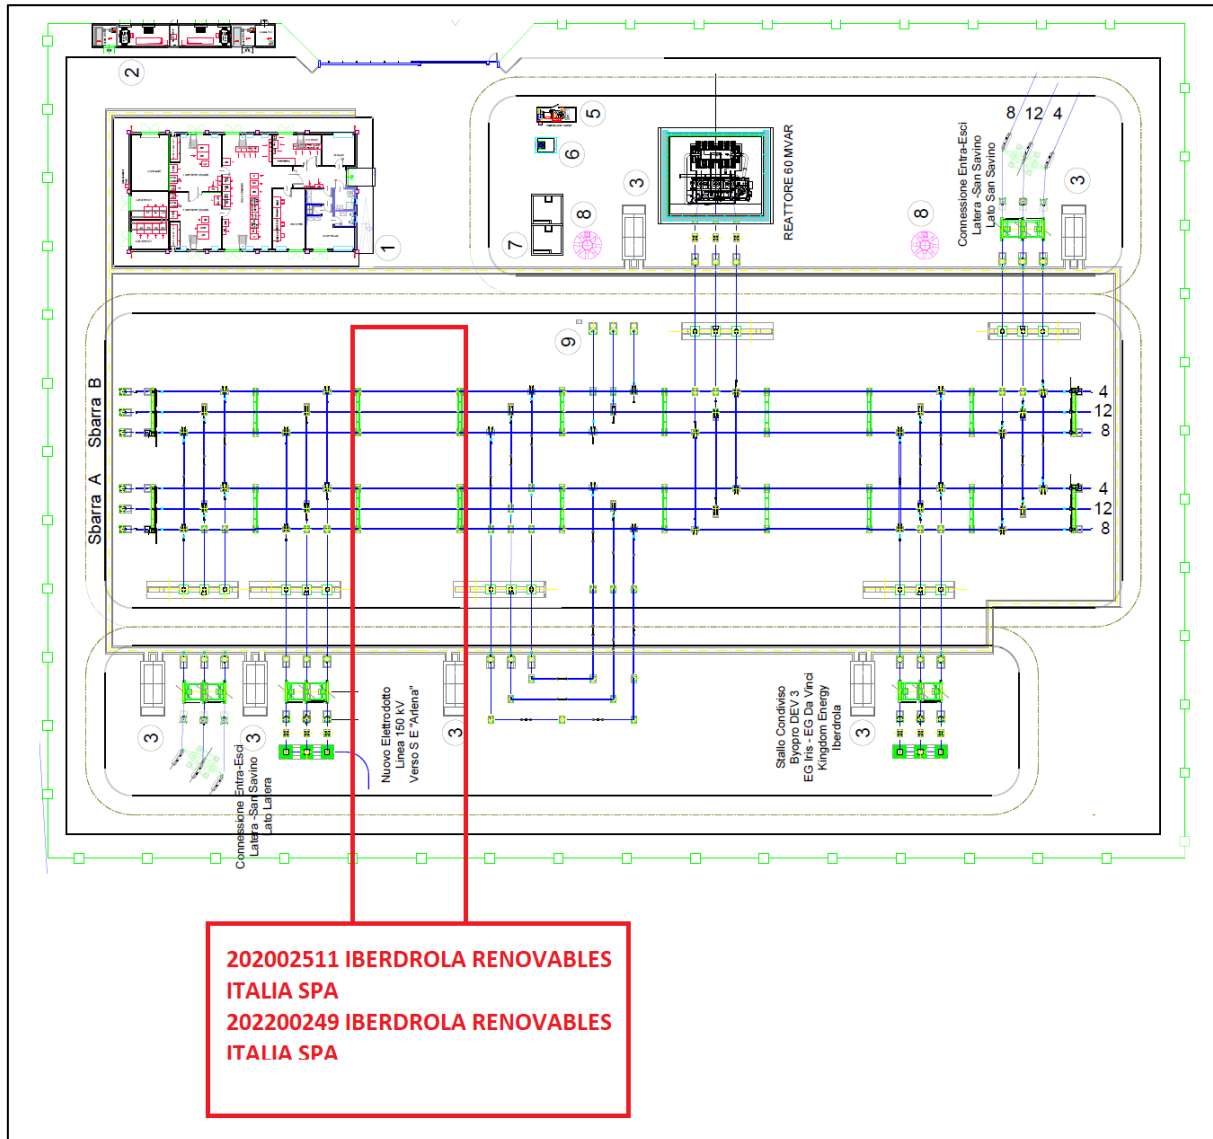 2
1
5
6
7
8
3
REATTORE 60 MVAR
8
8 12 4
Connessione Entra-Esci
Latera -San Savino
Lato San Savino
3
9
Sbarra B
Sbarra A
4
12
8
4
12
8
3
3
3
3
Connessione Entra-Esci
Latera -San Savino
Lato Latera
Nuovo Elettrodotto
Linea 150 kV
Verso S E "Arlena"
Stallo Condiviso
Byopro DEV 3
EG Iris - EG Da Vinci
Kingdom Energy
Iberdrola
202002511 IBERDROLA RENOVABLES
ITALIA SPA
202200249 IBERDROLA RENOVABLES
ITALIA SPA